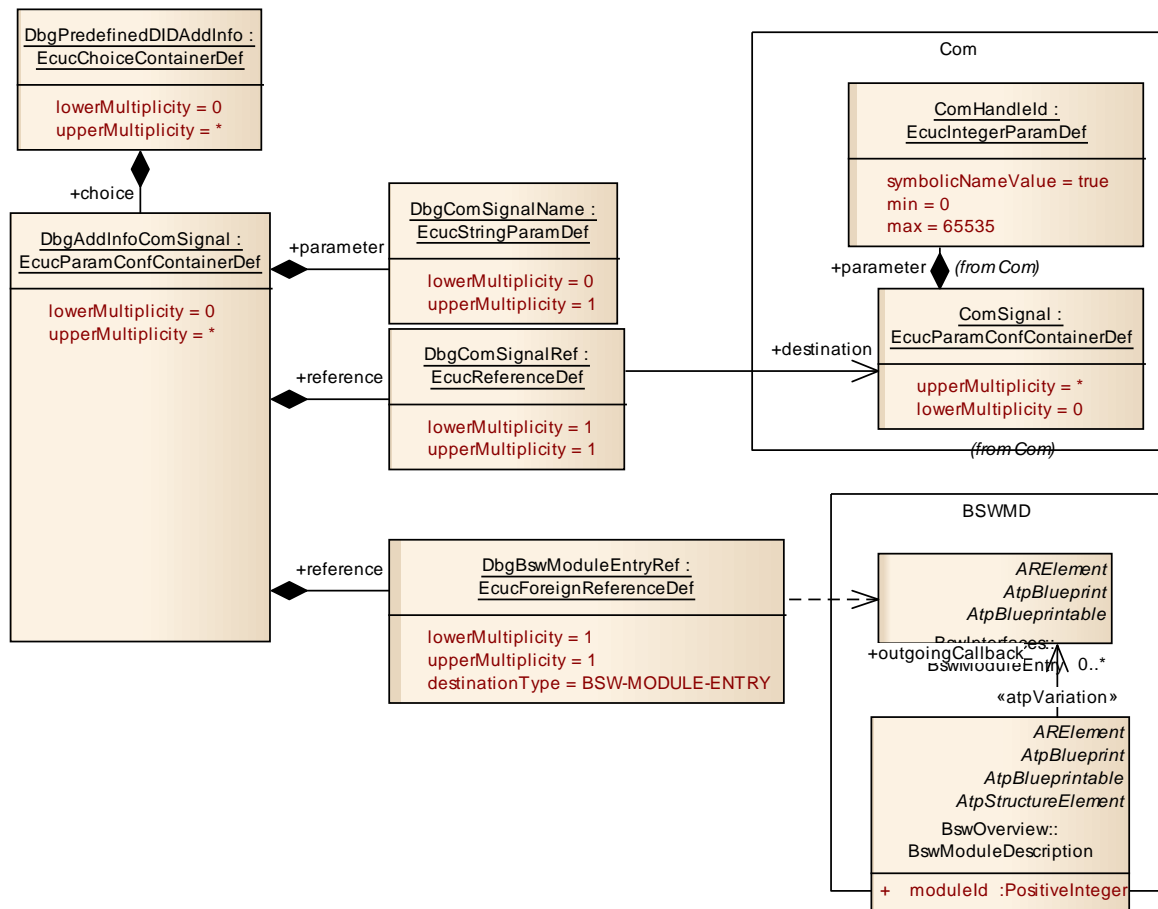 DbgPredefinedDIDAddInfo :
EcucChoiceContainerDef
lowerMultiplicity = 0
upperMultiplicity = *
+choice
DbgAddInfoComSignal :
EcucParamConfContainerDef
lowerMultiplicity = 0
upperMultiplicity = *
+parameter
DbgComSignalName :
EcucStringParamDef
lowerMultiplicity = 0
upperMultiplicity = 1
+reference
DbgComSignalRef :
EcucReferenceDef
lowerMultiplicity = 1
upperMultiplicity = 1
+destination
Com
ComHandleId :
EcucIntegerParamDef
symbolicNameValue = true
min = 0
max = 65535
+parameter
(from Com)
ComSignal :
EcucParamConfContainerDef
upperMultiplicity = *
lowerMultiplicity = 0
(from Com)
+reference
DbgBswModuleEntryRef :
EcucForeignReferenceDef
lowerMultiplicity = 1
upperMultiplicity = 1
destinationType = BSW-MODULE-ENTRY
BSWMD
ARElement
AtpBlueprint
AtpBlueprintable
BswInterfaces::
BswModuleEntry
+outgoingCallback
0..*
«atpVariation»
ARElement
AtpBlueprint
AtpBlueprintable
AtpStructureElement
BswOverview::
BswModuleDescription
+ moduleId :PositiveInteger